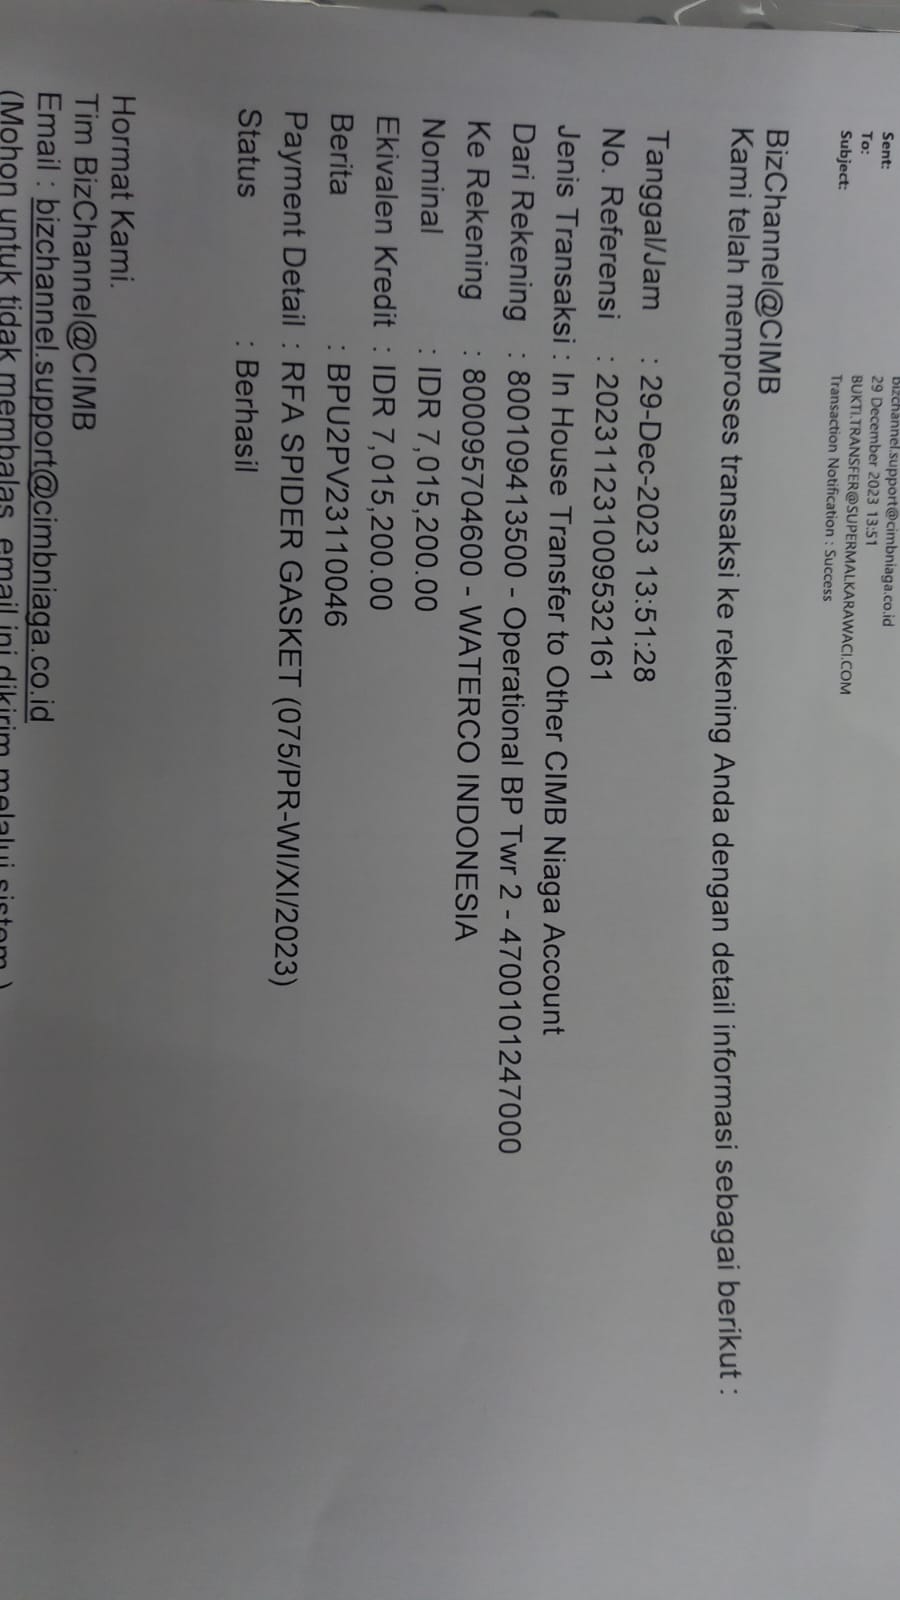 bizchannel.support@cimbniaga.co.id
Sent: 29 December 2023 13:51
To: BUKTI.TRANSFER@SUPERMALKARAWACI.COM
Subject: Transaction Notification : Success
BizChannel@CIMB
Kami telah memproses transaksi ke rekening Anda dengan detail informasi sebagai berikut :
Tanggal/Jam : 29-Dec-2023 13:51:28
No. Referensi : 202311231009532161
Jenis Transaksi : In House Transfer to Other CIMB Niaga Account
Dari Rekening : 800109413500 - Operational BP Twr 2 - 4700101247000
Ke Rekening : 800095704600 - WATERCO INDONESIA
Nominal : IDR 7,015,200.00
Ekivalen Kredit : IDR 7,015,200.00
Berita : BPU2PV23110046
Payment Detail : RFA SPIDER GASKET (075/PR-WI/XI/2023)
Status : Berhasil
Hormat Kami.
Tim BizChannel@CIMB
Email : bizchannel.support@cimbniaga.co.id
(Mohon untuk tidak membalas, email ini dikirim melalui sistem.)